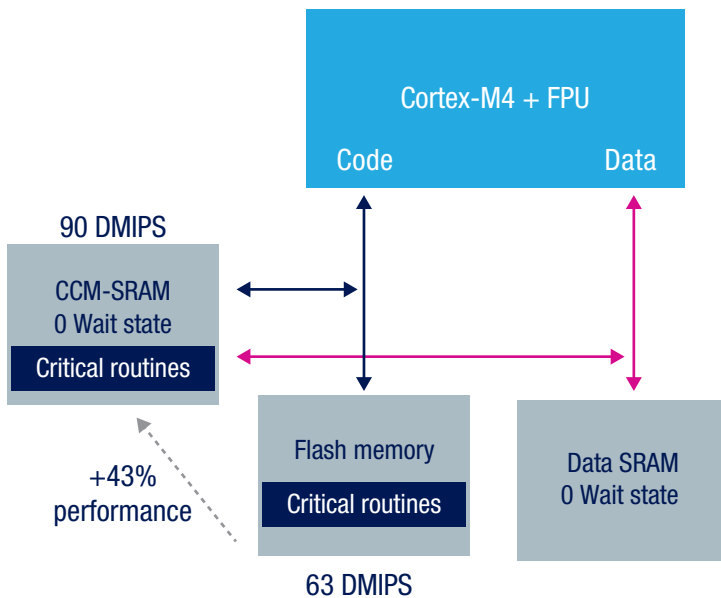 Cortex-M4 + FPU
Code
Data
90 DMIPS
CCM-SRAM
0 Wait state
Critical routines
+43%
performance
Flash memory
Critical routines
63 DMIPS
Data SRAM
0 Wait state